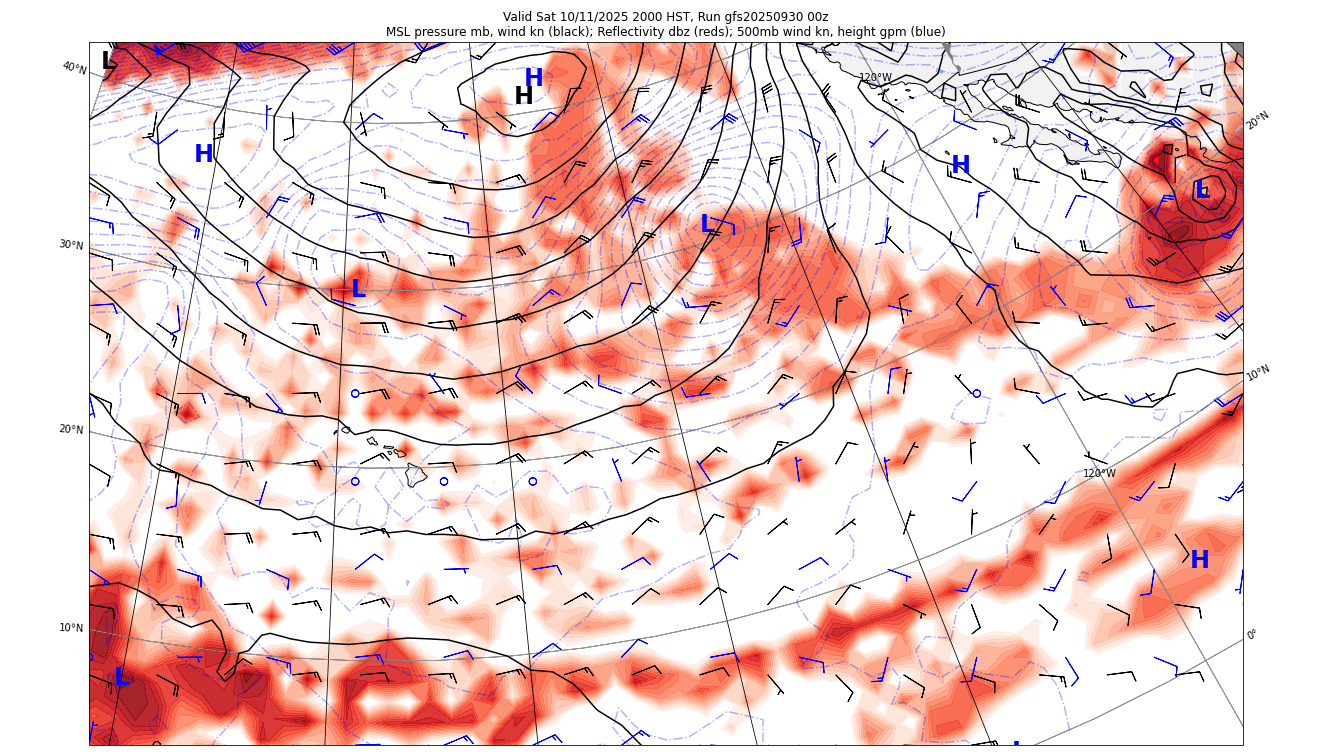 Valid Sat 10/11/2025 2000 HST, Run gfs20250930 00z
MSL pressure mb, wind kn (black); Reflectivity dbz (reds); 500mb wind kn, height gpm (blue)
L
40°N
H
H
120°W
20°N
H
H
L
L
30°N
L
10°N
20°N
120°W
H
10°N
0°
L